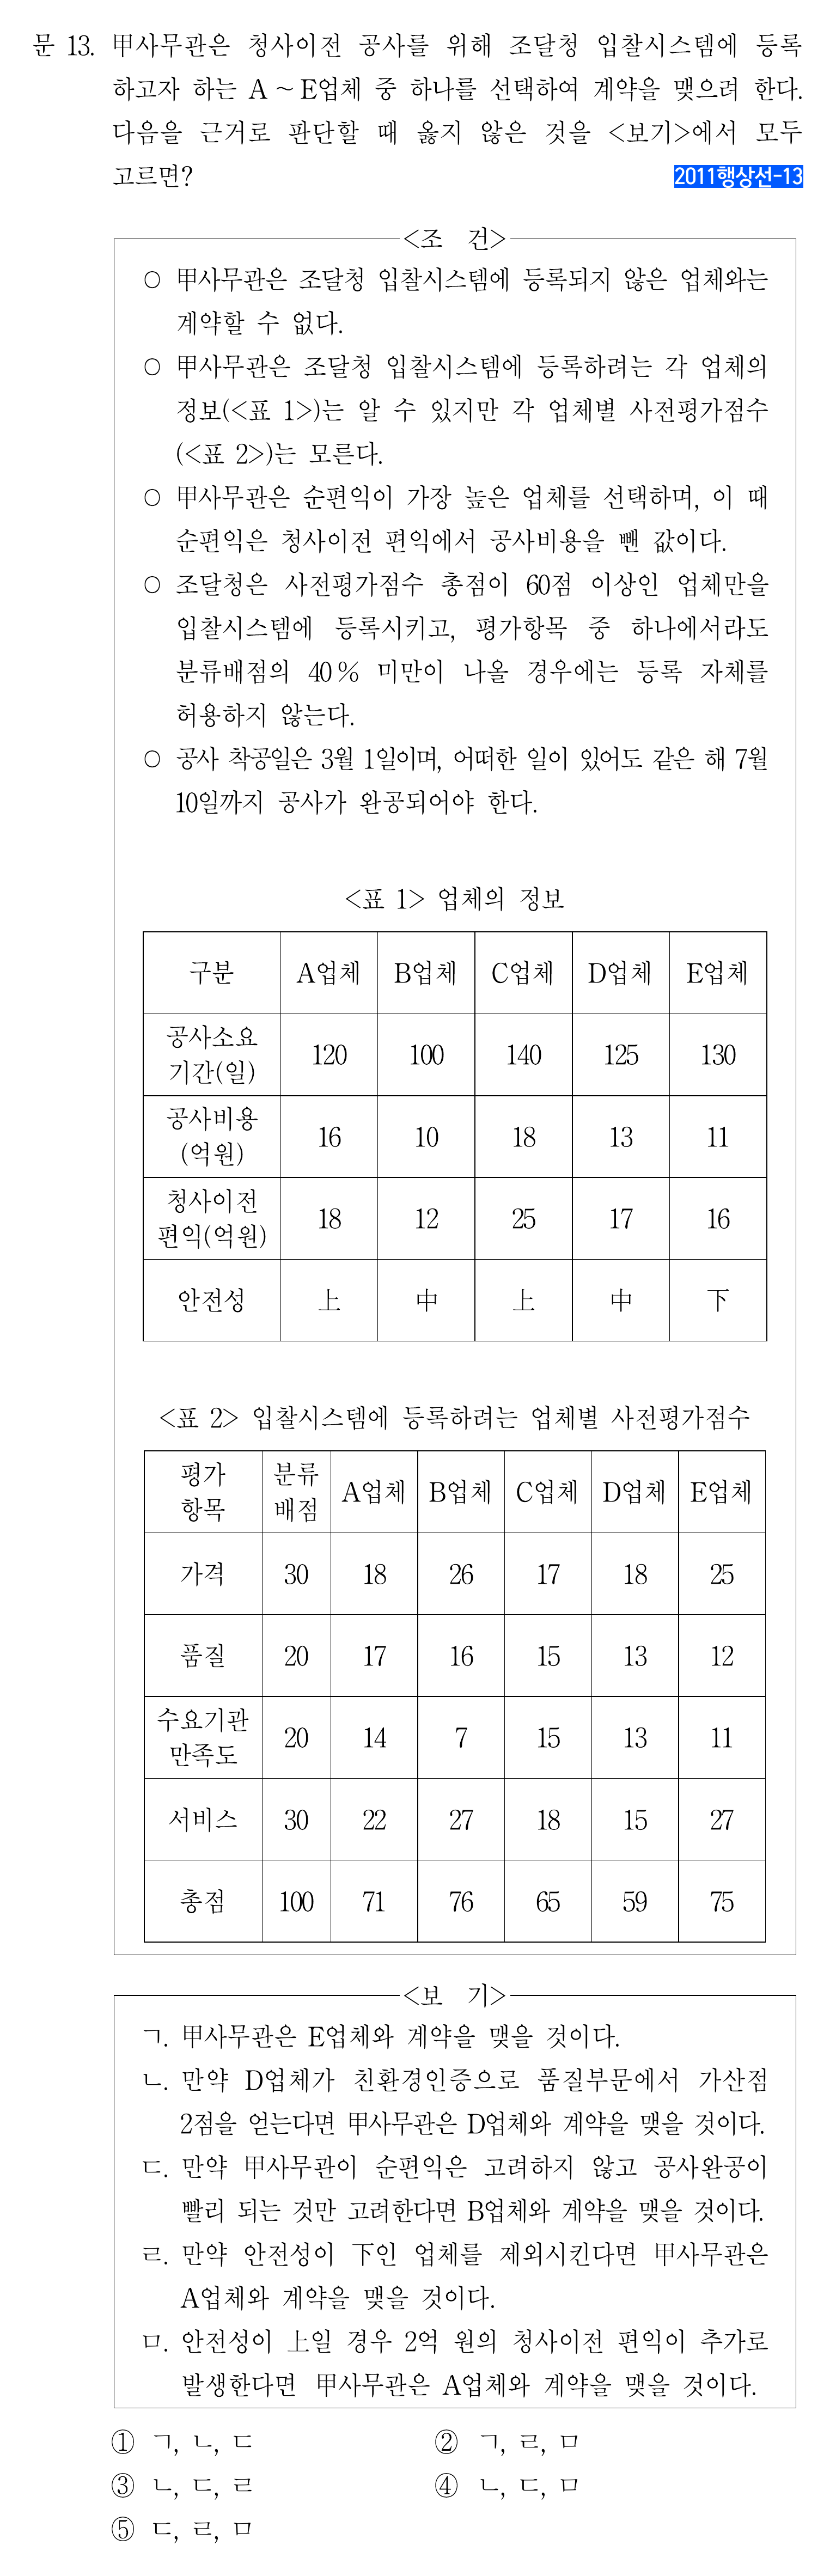 문 13. 甲사무관은 청사이전 공사를 위해 조달청 입찰시스템에 등록
하고자 하는 A ~ E업체 중 하나를 선택하여 계약을 맺으려 한다.
다음을 근거로 판단할 때 옳지 않은 것을 <보기>에서 모두
고르면? 2011행상선-13
<조 건>
○ 甲사무관은 조달청 입찰시스템에 등록되지 않은 업체와는
계약할 수 없다.
○ 甲사무관은 조달청 입찰시스템에 등록하려는 각 업체의
정보(<표 1>)는 알 수 있지만 각 업체별 사전평가점수
(<표 2>)는 모른다.
○ 甲사무관은 순편익이 가장 높은 업체를 선택하며, 이 때
순편익은 청사이전 편익에서 공사비용을 뺀 값이다.
○ 조달청은 사전평가점수 총점이 60점 이상인 업체만을
입찰시스템에 등록시키고, 평가항목 중 하나에서라도
분류배점의 40% 미만이 나올 경우에는 등록 자체를
허용하지 않는다.
○ 공사 착공일은 3월 1일이며, 어떠한 일이 있어도 같은 해 7월
10일까지 공사가 완공되어야 한다.
<표 1> 업체의 정보
구분 A업체 B업체 C업체 D업체 E업체
공사소요
기간(일) 120 100 140 125 130
공사비용
(억원) 16 10 18 13 11
청사이전
편익(억원) 18 12 25 17 16
안전성 上 中 上 中 下
<표 2> 입찰시스템에 등록하려는 업체별 사전평가점수
평가
항목 분류
배점 A업체 B업체 C업체 D업체 E업체
가격 30 18 26 17 18 25
품질 20 17 16 15 13 12
수요기관
만족도 20 14 7 15 13 11
서비스 30 22 27 18 15 27
총점 100 71 76 65 59 75
<보 기>
ㄱ. 甲사무관은 E업체와 계약을 맺을 것이다.
ㄴ. 만약 D업체가 친환경인증으로 품질부문에서 가산점
2점을 얻는다면 甲사무관은 D업체와 계약을 맺을 것이다.
ㄷ. 만약 甲사무관이 순편익은 고려하지 않고 공사완공이
빨리 되는 것만 고려한다면 B업체와 계약을 맺을 것이다.
ㄹ. 만약 안전성이 下인 업체를 제외시킨다면 甲사무관은
A업체와 계약을 맺을 것이다.
ㅁ. 안전성이 上일 경우 2억 원의 청사이전 편익이 추가로
발생한다면 甲사무관은 A업체와 계약을 맺을 것이다.
① ㄱ, ㄴ, ㄷ ② ㄱ, ㄹ, ㅁ
③ ㄴ, ㄷ, ㄹ ④ ㄴ, ㄷ, ㅁ
⑤ ㄷ, ㄹ, ㅁ